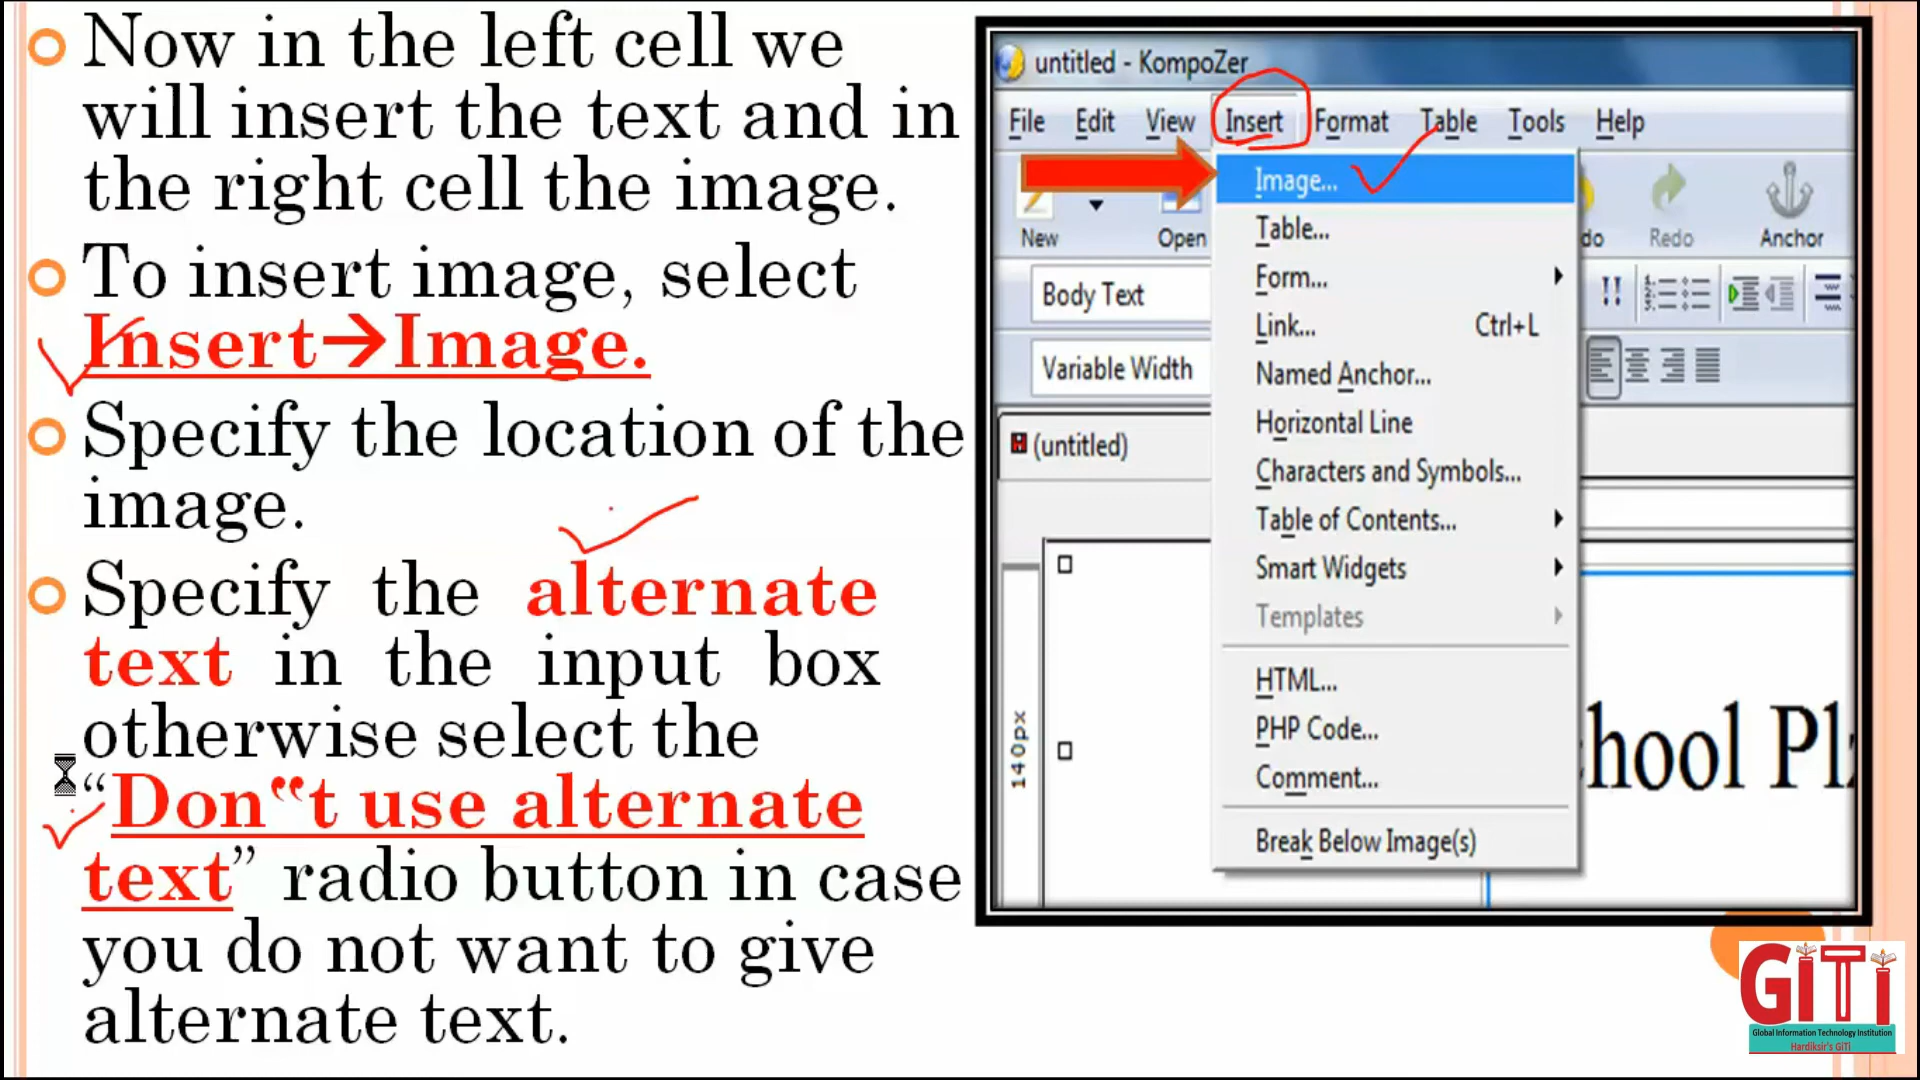 Now in the left cell we
will insert the text and in
the right cell the image.
To insert image, select
Insert→Image.
Specify the location of the
image.
Specify the alternate
text in the input box
otherwise select the
“Don‟t use alternate
text” radio button in case
you do not want to give
alternate text.
untitled - KompoZer
File Edit View Insert Format Table Tools Help
Image...
Table...
Form...
Link... Ctrl+L
Named Anchor...
Horizontal Line
Characters and Symbols...
Table of Contents...
Smart Widgets
Templates
HTML...
PHP Code...
Comment...
Break Below Image(s)
New Open do Redo Anchor
Body Text
Variable Width
(untitled)
140px
hool Pl
GiTi
Global Information Technology Institution
Hardiksir's GiTi